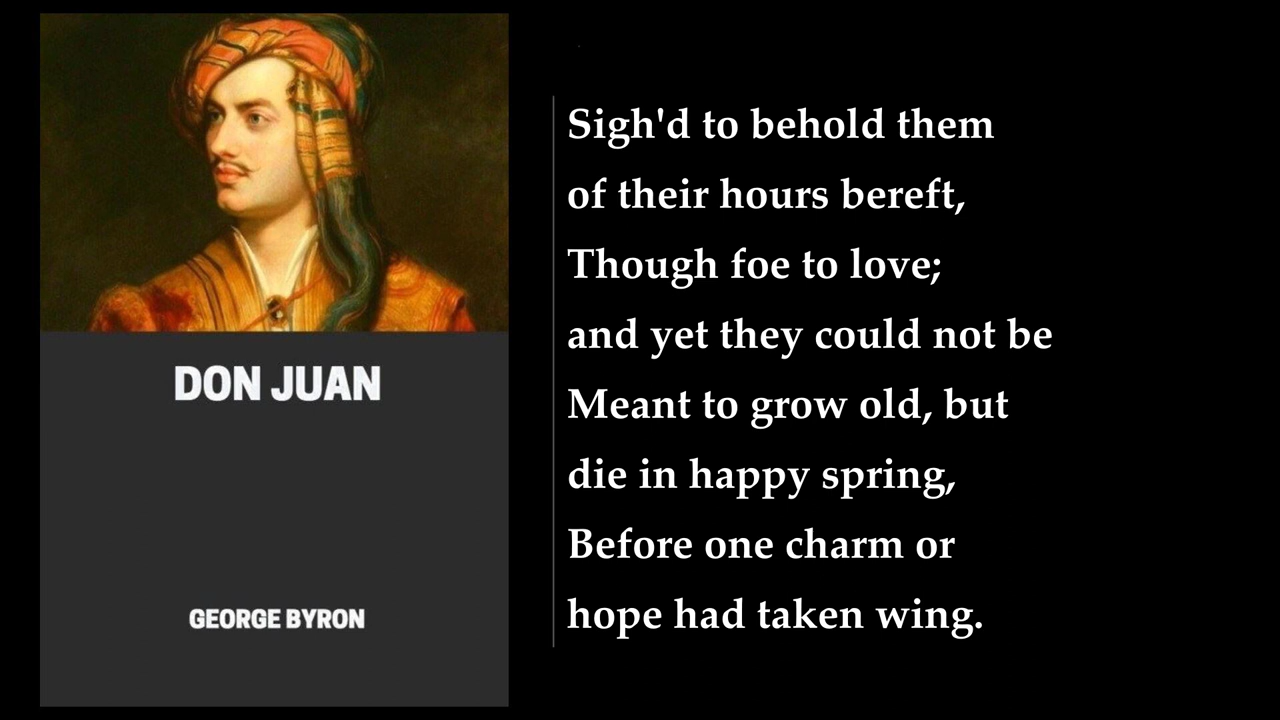 DON JUAN
GEORGE BYRON
Sigh'd to behold them
of their hours bereft,
Though foe to love;
and yet they could not be
Meant to grow old, but
die in happy spring,
Before one charm or
hope had taken wing.